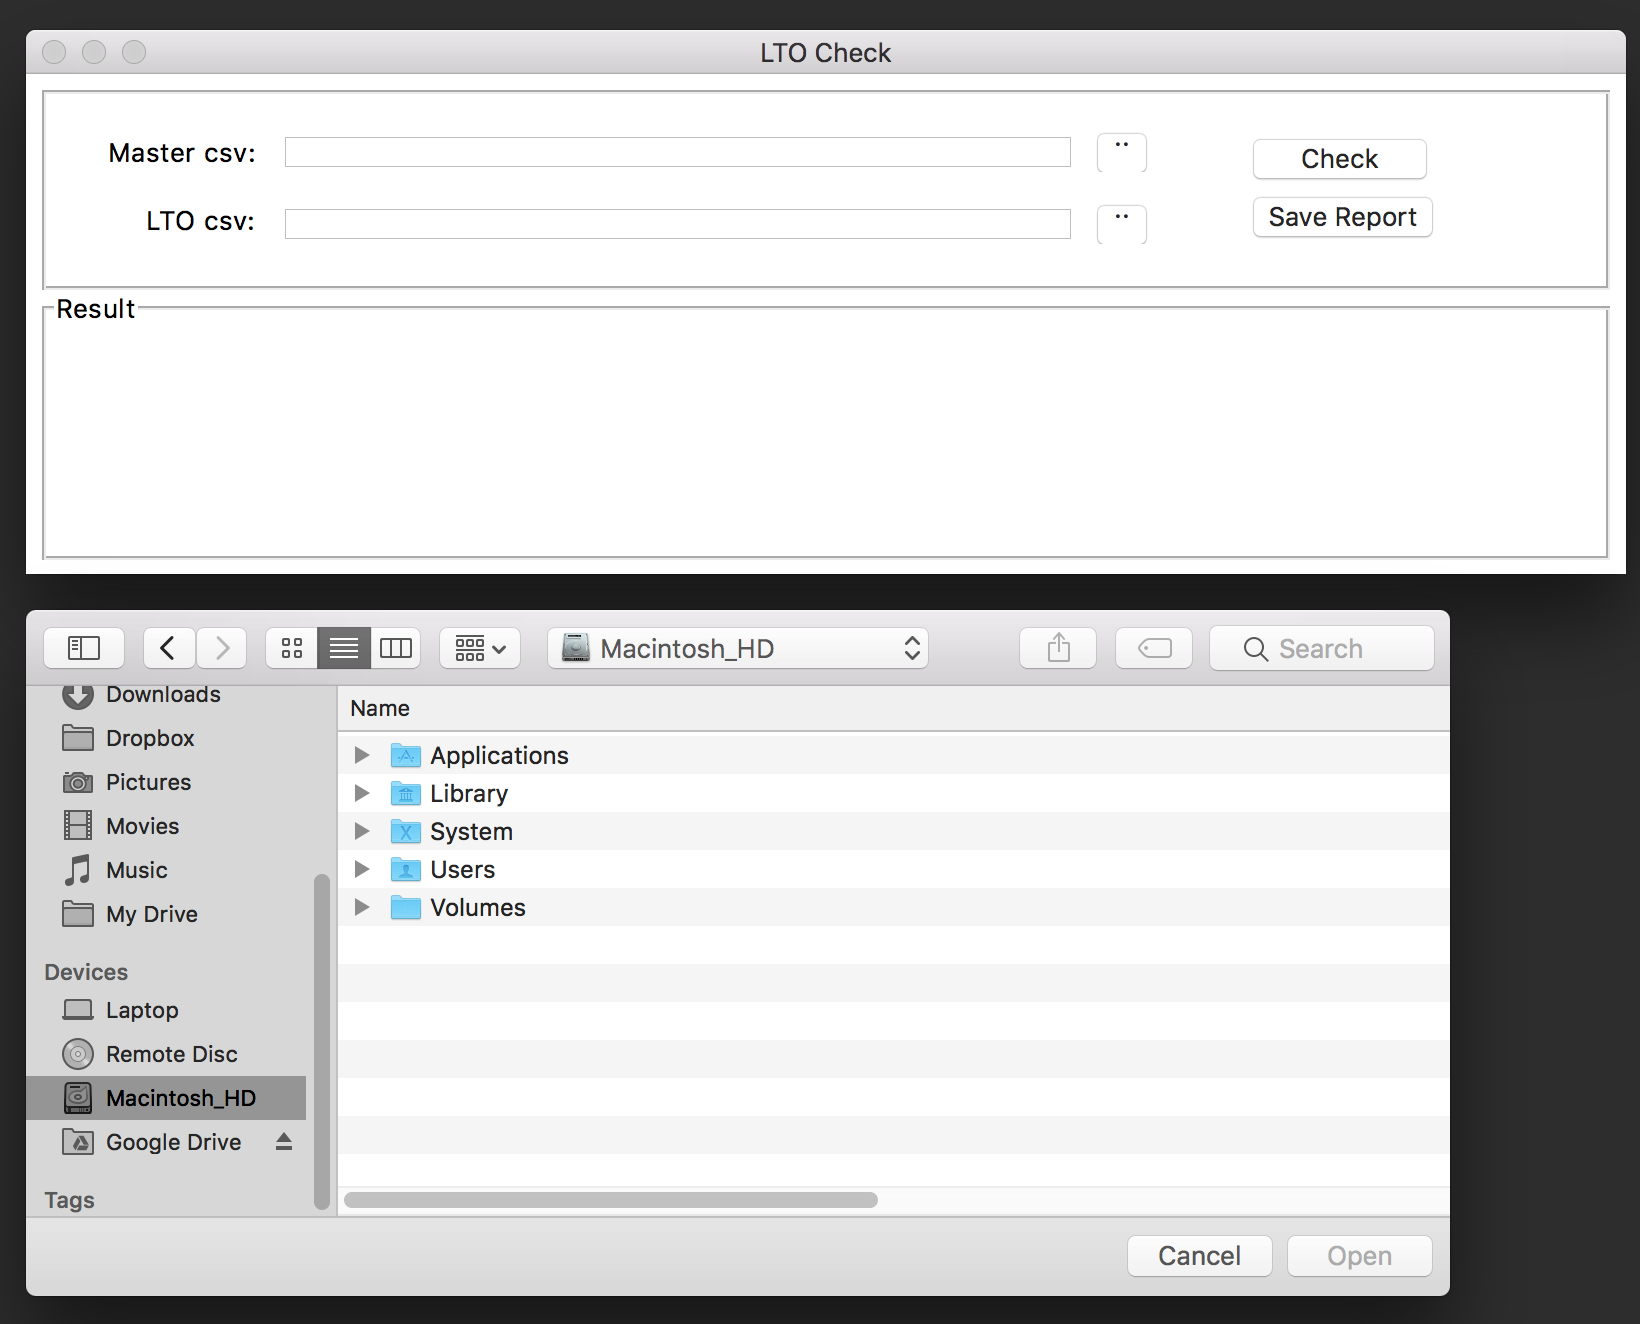 LTO Check
Master csv:
..
Check
LTO csv:
..
Save Report
Result
Macintosh_HD
Search
Downloads
Dropbox
Pictures
Movies
Music
My Drive
Devices
Laptop
Remote Disc
Macintosh_HD
Google Drive
Tags
Name
Applications
Library
System
Users
Volumes
Cancel
Open